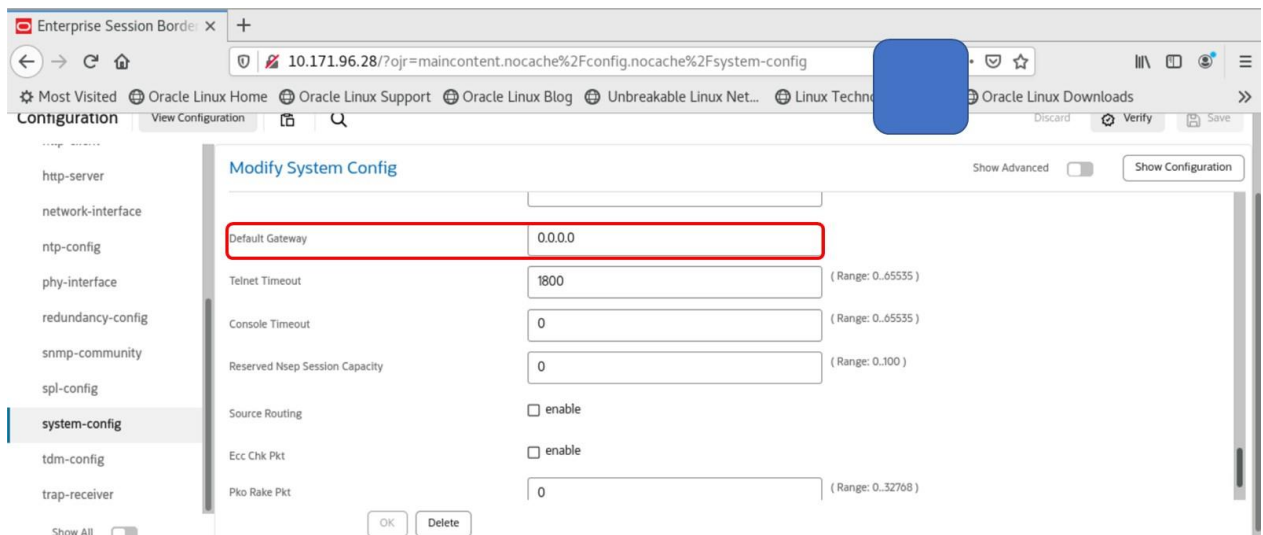 Enterprise Session Border
10.171.96.28/?ojr=maincontent.nocache%2Fconfig.nocache%2Fsystem-config
Most Visited Oracle Linux Home Oracle Linux Support Oracle Linux Blog Unbreakable Linux Net... Linux Oracle Linux Downloads
Configuration View Configuration Discard Verify Save
http-server
network-interface
ntp-config
phy-interface
redundancy-config
snmp-community
spl-config
system-config
tdm-config
trap-receiver
Show All
Modify System Config Show Advanced Show Configuration
Default Gateway 0.0.0.0
Telnet Timeout 1800 ( Range: 0..65535 )
Console Timeout 0 ( Range: 0..65535 )
Reserved Nsep Session Capacity 0 ( Range: 0..100 )
Source Routing enable
Ecc Chk Pkt enable
Pko Rake Pkt 0 ( Range: 0..32768 )
OK Delete